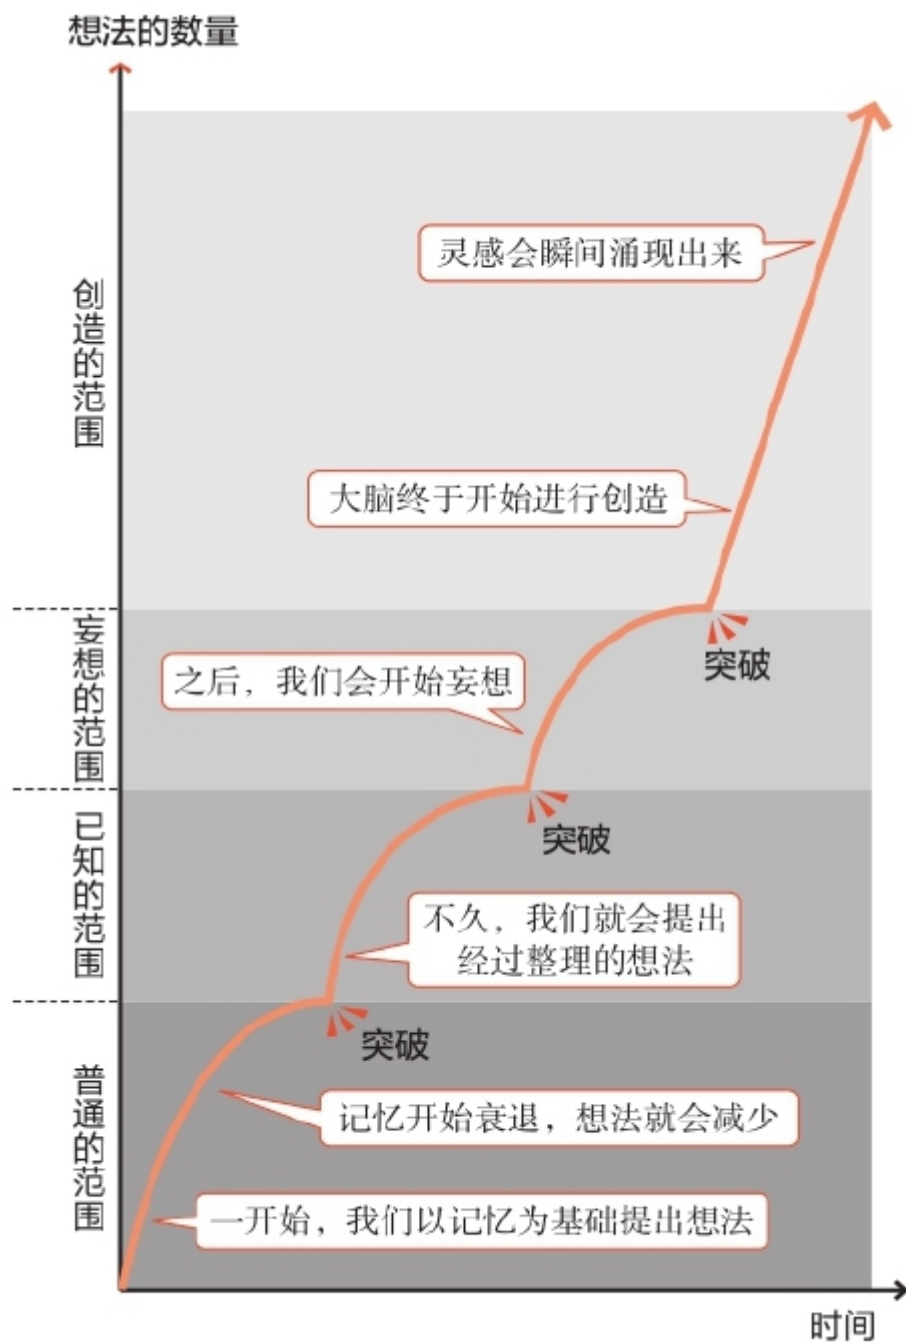 想法的数量
灵感会瞬间涌现出来
创造的范围
大脑终于开始进行创造
妄想的范围
之后，我们会开始妄想
突破
已知的范围
突破
不久，我们就会提出
经过整理的想法
普通的范围
突破
记忆开始衰退，想法就会减少
一开始，我们以记忆为基础提出想法
时间